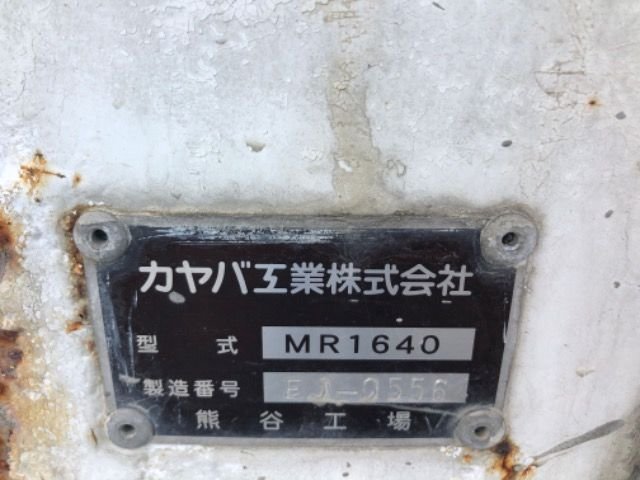 カヤバ工業株式会社
型式 MR1640
製造番号
熊谷工場